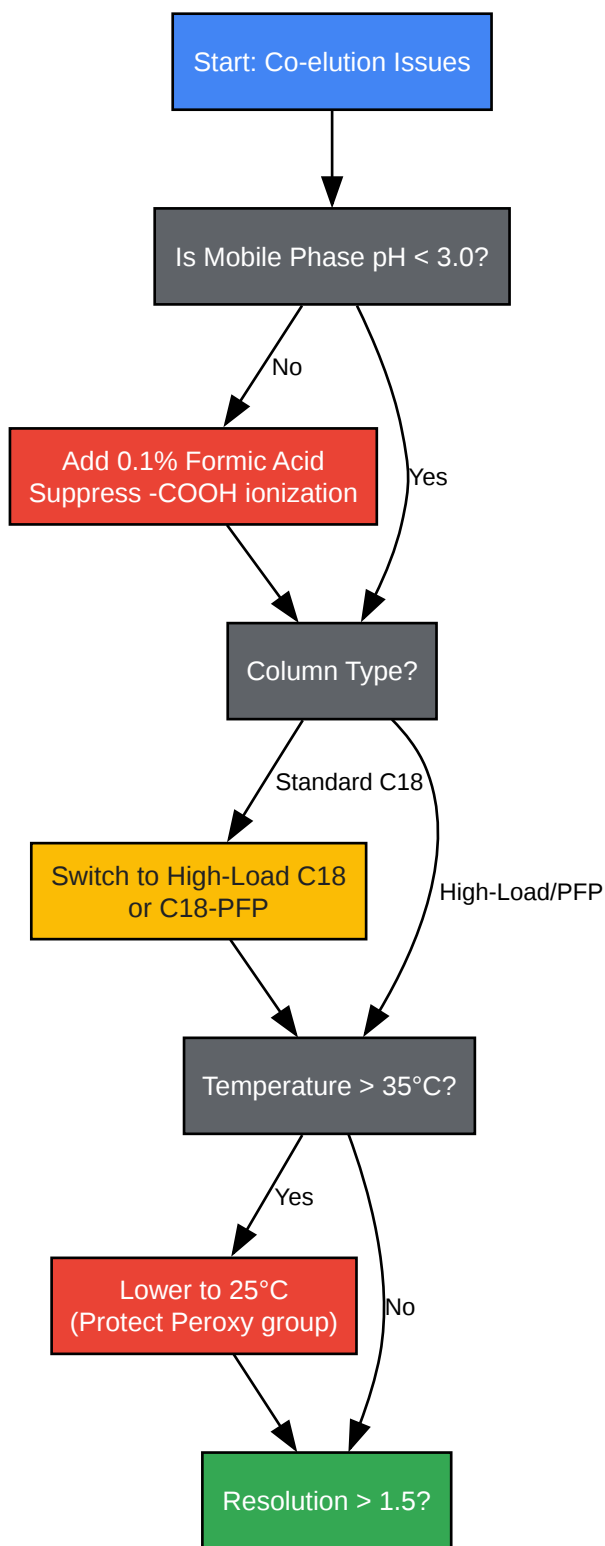 Start: Co-elution Issues
Is Mobile Phase pH < 3.0?
No
Add 0.1% Formic Acid
Suppress -COOH ionization
Yes
Column Type?
Standard C18
Switch to High-Load C18
or C18-PFP
High-Load/PFP
Temperature > 35°C?
Yes
Lower to 25°C
(Protect Peroxy group)
No
Resolution > 1.5?